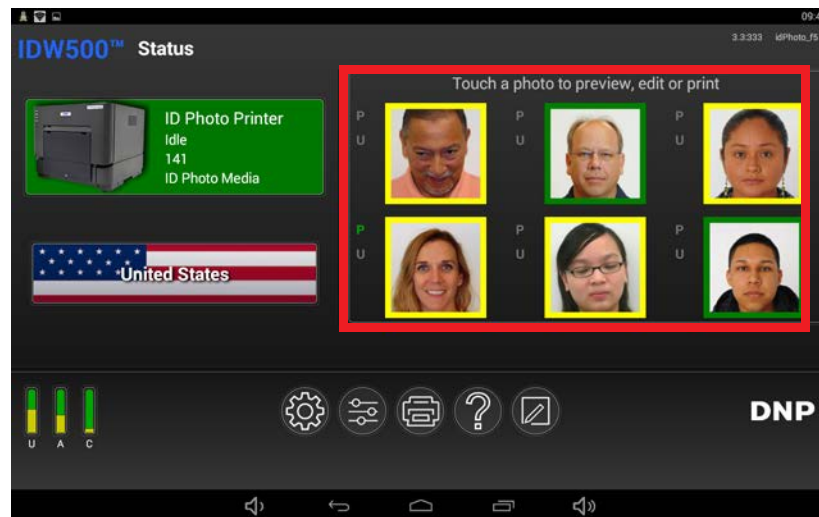 09:4
IDW500™ Status
3.3:333 idPhoto_f5
Touch a photo to preview, edit or print
ID Photo Printer
Idle
141
ID Photo Media
P
U
P
U
P
U
P
U
P
U
P
U
United States
U A C
DNP